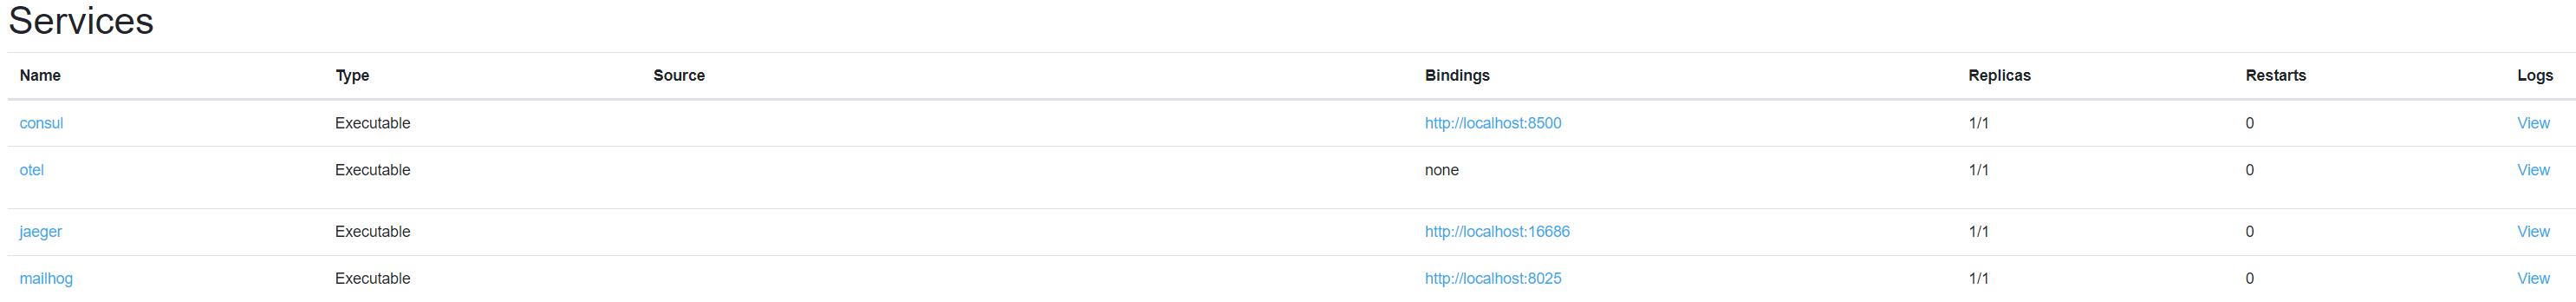 Services
Name Type Source Bindings Replicas Restarts Logs
consul Executable http://localhost:8500 1/1 0 View
otel Executable none 1/1 0 View
jaeger Executable http://localhost:16686 1/1 0 View
mailhog Executable http://localhost:8025 1/1 0 View